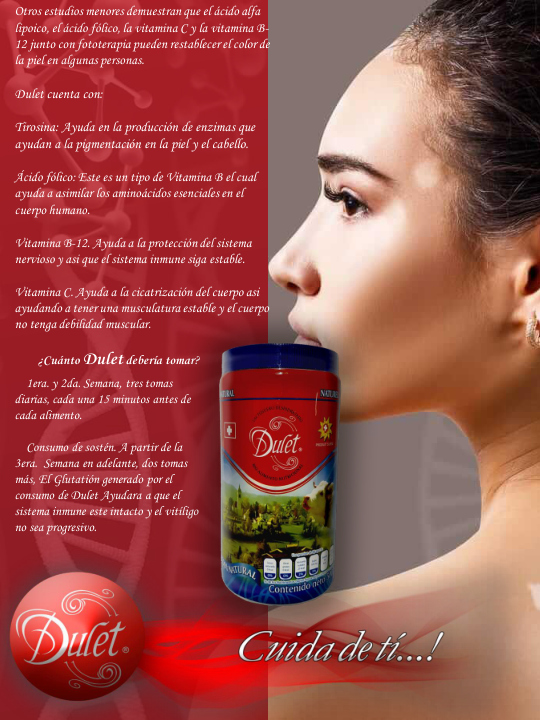 Otros estudios menores demuestran que el ácido alfa
lipoico, el ácido fólico, la vitamina C y la vitamina B-
12 junto con fototerapia pueden restablecer el color de
la piel en algunas personas.
Dulet cuenta con:
Tirosina: Ayuda en la producción de enzimas que
ayudan a la pigmentación en la piel y el cabello.
Ácido fólico: Este es un tipo de Vitamina B el cual
ayuda a asimilar los aminoácidos esenciales en el
cuerpo humano.
Vitamina B-12. Ayuda a la protección del sistema
nervioso y asi que el sistema inmune siga estable.
Vitamina C. Ayuda a la cicatrización del cuerpo asi
ayudando a tener una musculatura estable y el cuerpo
no tenga debilidad muscular.
¿Cuánto Dulet debería tomar?
1era. y 2da. Semana, tres tomas
diarias, cada una 15 minutos antes de
cada alimento.
Consumo de sostén. A partir de la
3era. Semana en adelante, dos tomas
más, El Glutatión generado por el
consumo de Dulet Ayudara a que el
sistema inmune este intacto y el vitíligo
no sea progresivo.
Dulet®
NATURAL
Contenido neto
Dulet®
Cuida de tí...!